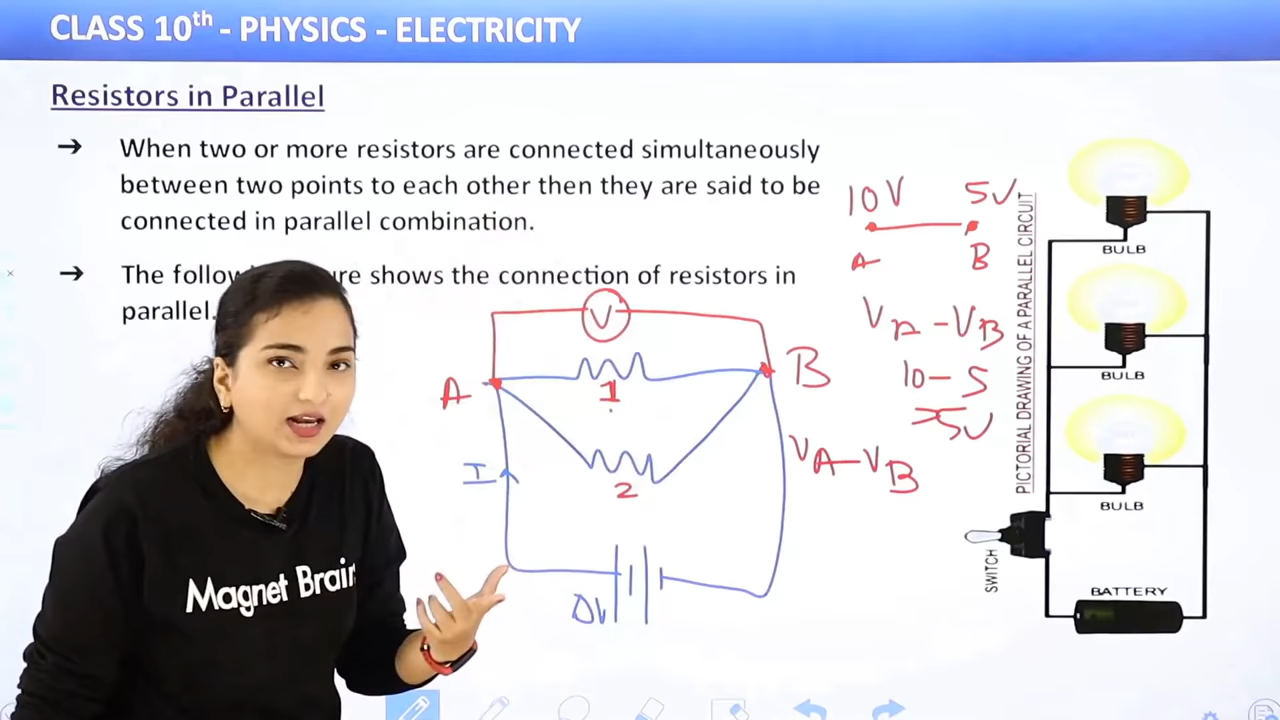 CLASS 10th - PHYSICS - ELECTRICITY
Resistors in Parallel
➔ When two or more resistors are connected simultaneously
between two points to each other then they are said to be
connected in parallel combination.
➔ The follow ure shows the connection of resistors in
parallel.
10V 5V
A B
VA - VB
10 - 5
5V
VA - VB
V
A B
1
2
I
PICTORIAL DRAWING OF A PARALLEL CIRCUIT
BULB
BULB
BULB
SWITCH
BATTERY
Magnet Brain